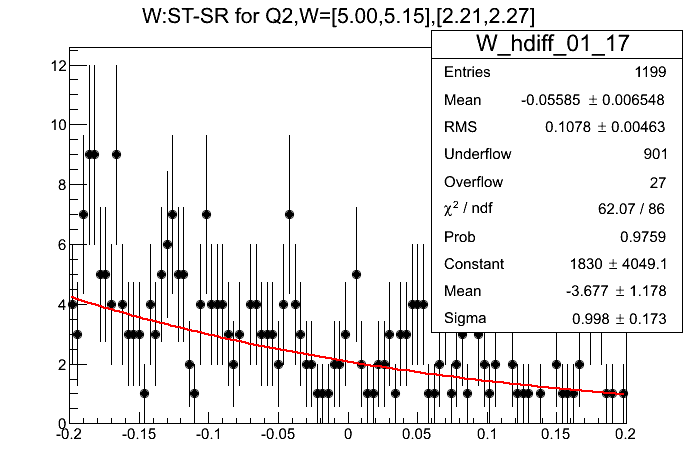 W:ST-SR for Q2,W=[5.00,5.15],[2.21,2.27]
W_hdiff_01_17
Entries 1199
Mean -0.05585 ± 0.006548
RMS 0.1078 ± 0.00463
Underflow 901
Overflow 27
χ² / ndf 62.07 / 86
Prob 0.9759
Constant 1830 ± 4049.1
Mean -3.677 ± 1.178
Sigma 0.998 ± 0.173
12
10
8
6
4
2
0
-0.2 -0.15 -0.1 -0.05 0 0.05 0.1 0.15 0.2